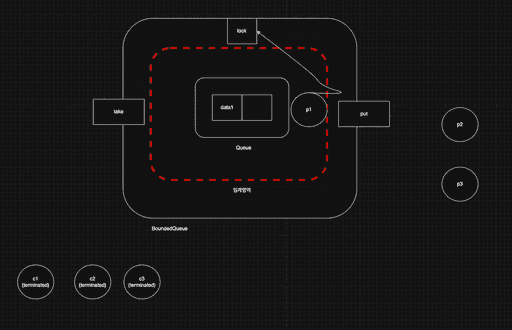 lock
take
data1
p1
put
p2
p3
Queue
임계영역
BoundedQueue
c1
(terminated)
c2
(terminated)
c3
(terminated)